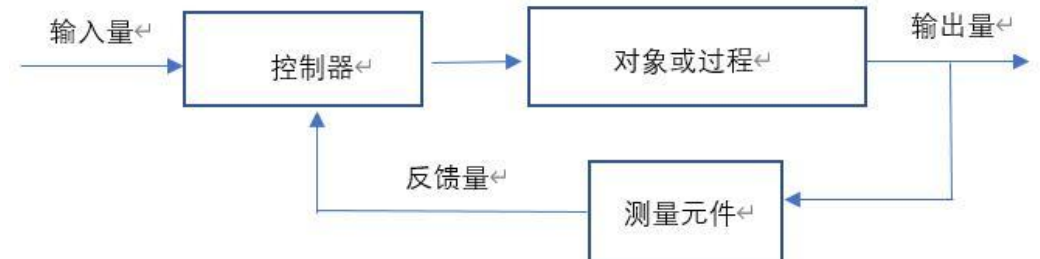 输入量
控制器
对象或过程
输出量
反馈量
测量元件